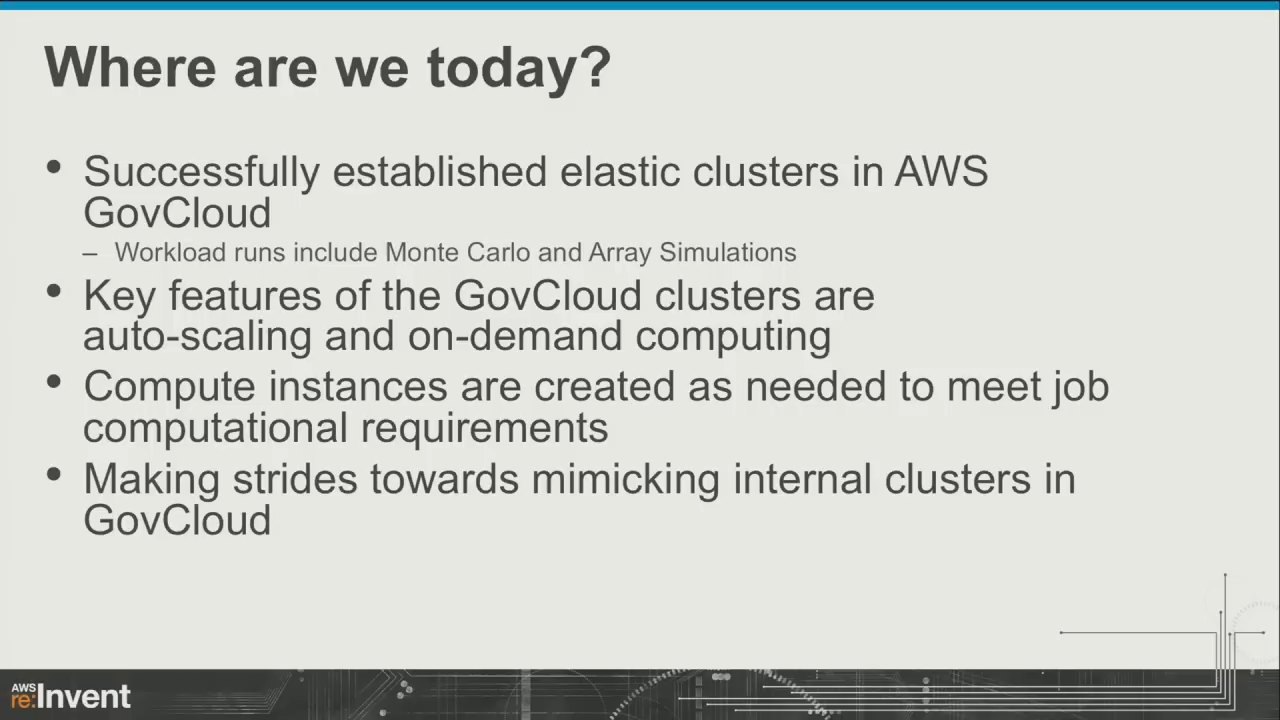 Where are we today?
• Successfully established elastic clusters in AWS
GovCloud
– Workload runs include Monte Carlo and Array Simulations
• Key features of the GovCloud clusters are
auto-scaling and on-demand computing
• Compute instances are created as needed to meet job
computational requirements
• Making strides towards mimicking internal clusters in
GovCloud
AWS
re:Invent